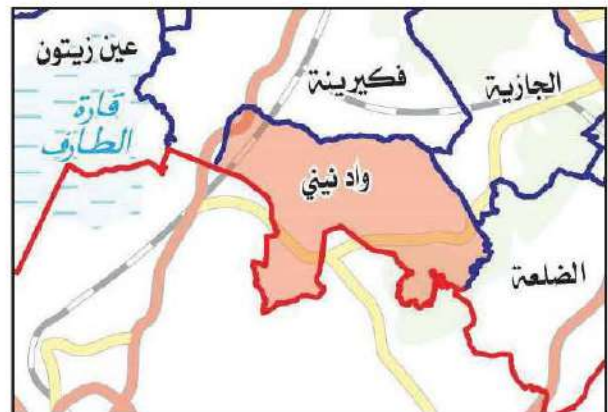 عين زيتون
فكيرينة
الجازية
قارة
الطارف
واد نيني
الضلعة